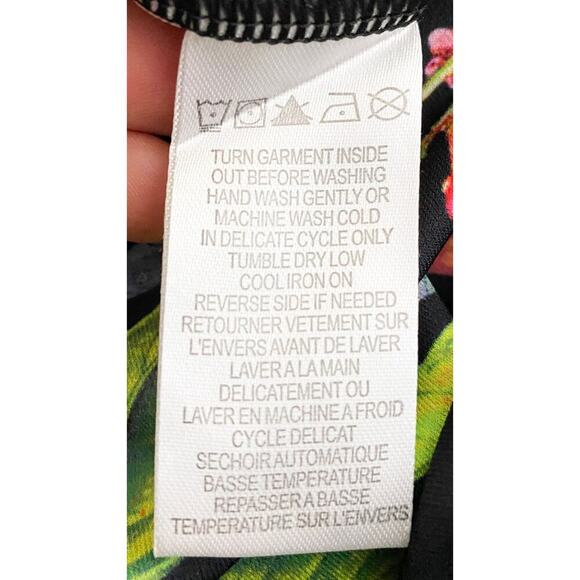 TURN GARMENT INSIDE
OUT BEFORE WASHING
HAND WASH GENTLY OR
MACHINE WASH COLD
IN DELICATE CYCLE ONLY
TUMBLE DRY LOW
COOL IRON ON
REVERSE SIDE IF NEEDED
RETOURNER VETEMENT SUR
L'ENVERS AVANT DE LAVER
LAVER A LA MAIN
DELICATEMENT OU
LAVER EN MACHINE A FROID
CYCLE DELICAT
SECHOIR AUTOMATIQUE
BASSE TEMPERATURE
REPASSER A BASSE
TEMPERATURE SUR L'ENVERS